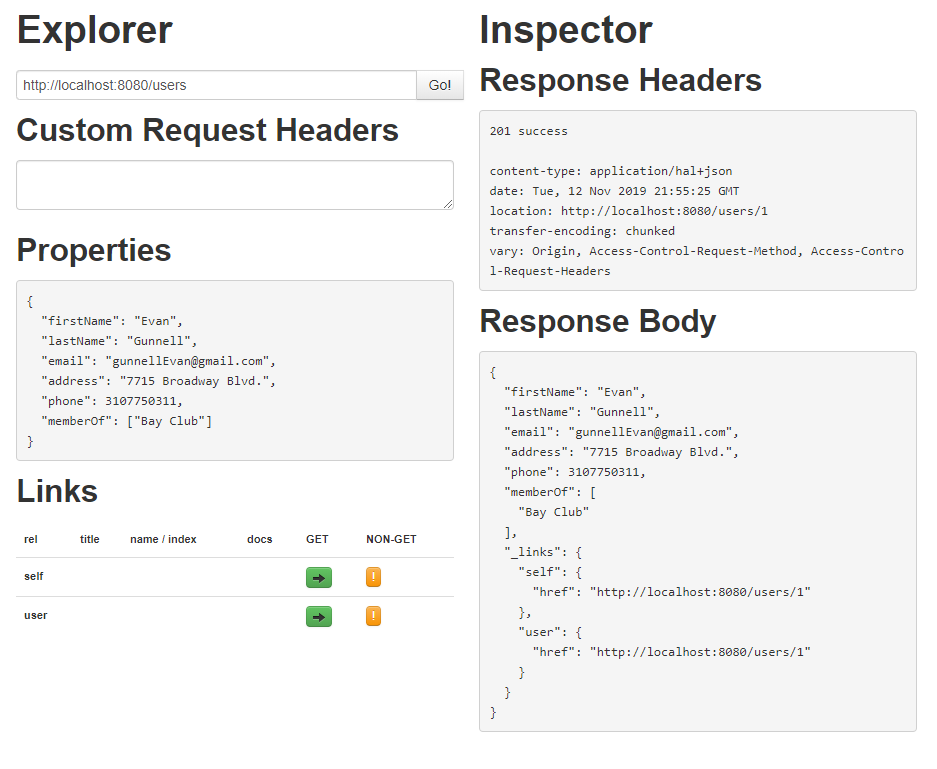 Explorer
http://localhost:8080/users Go!
Custom Request Headers
Properties
{
  "firstName": "Evan",
  "lastName": "Gunnell",
  "email": "gunnellEvan@gmail.com",
  "address": "7715 Broadway Blvd.",
  "phone": 3107750311,
  "memberOf": ["Bay Club"]
}
Links
rel title name / index docs GET NON-GET
self !
user !
Inspector
Response Headers
201 success
content-type: application/hal+json
date: Tue, 12 Nov 2019 21:55:25 GMT
location: http://localhost:8080/users/1
transfer-encoding: chunked
vary: Origin, Access-Control-Request-Method, Access-Contro
l-Request-Headers
Response Body
{
  "firstName": "Evan",
  "lastName": "Gunnell",
  "email": "gunnellEvan@gmail.com",
  "address": "7715 Broadway Blvd.",
  "phone": 3107750311,
  "memberOf": [
    "Bay Club"
  ],
  "_links": {
    "self": {
      "href": "http://localhost:8080/users/1"
    },
    "user": {
      "href": "http://localhost:8080/users/1"
    }
  }
}